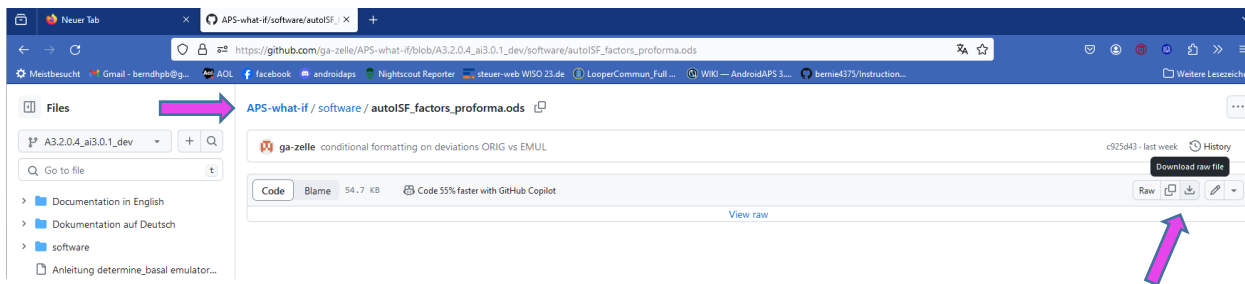 Neuer Tab
APS-what-if/software/autoISF_f
https://github.com/ga-zelle/APS-what-if/blob/A3.2.0.4_ai3.0.1_dev/software/autoISF_factors_proforma.ods
Meistbesucht Gmail - berndhpb@g... AOL facebook androidaps Nightscout Reporter steuer-web WISO 23.de LooperCommun_Full ... WIKI — AndroidAPS 3.... bernie4375/Instruction... Weitere Lesezeiche
Files
APS-what-if / software / autoISF_factors_proforma.ods
A3.2.0.4_ai3.0.1_dev
ga-zelle conditional formatting on deviations ORIG vs EMUL c925d43 · last week History
Go to file t
Download raw file
Code Blame 54.7 KB Code 55% faster with GitHub Copilot Raw
View raw
Documentation in English
Dokumentation auf Deutsch
software
Anleitung determine_basal emulator...